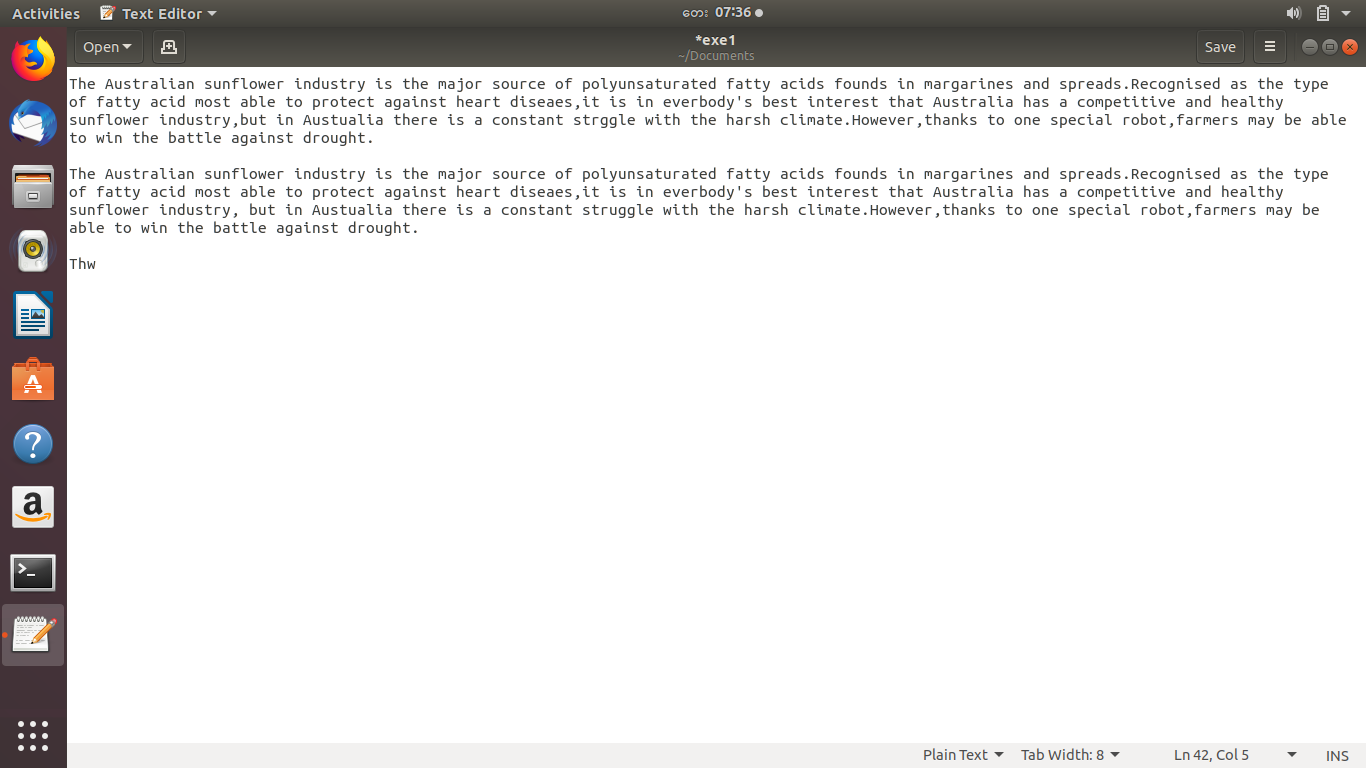 Activities Text Editor တေး 07:36
Open *exe1 Save
~/Documents
The Australian sunflower industry is the major source of polyunsaturated fatty acids founds in margarines and spreads.Recognised as the type
of fatty acid most able to protect against heart diseaes,it is in everbody's best interest that Australia has a competitive and healthy
sunflower industry,but in Austualia there is a constant strggle with the harsh climate.However,thanks to one special robot,farmers may be able
to win the battle against drought.
The Australian sunflower industry is the major source of polyunsaturated fatty acids founds in margarines and spreads.Recognised as the type
of fatty acid most able to protect against heart diseaes,it is in everbody's best interest that Australia has a competitive and healthy
sunflower industry, but in Austualia there is a constant struggle with the harsh climate.However,thanks to one special robot,farmers may be
able to win the battle against drought.
Thw
Plain Text Tab Width: 8 Ln 42, Col 5 INS